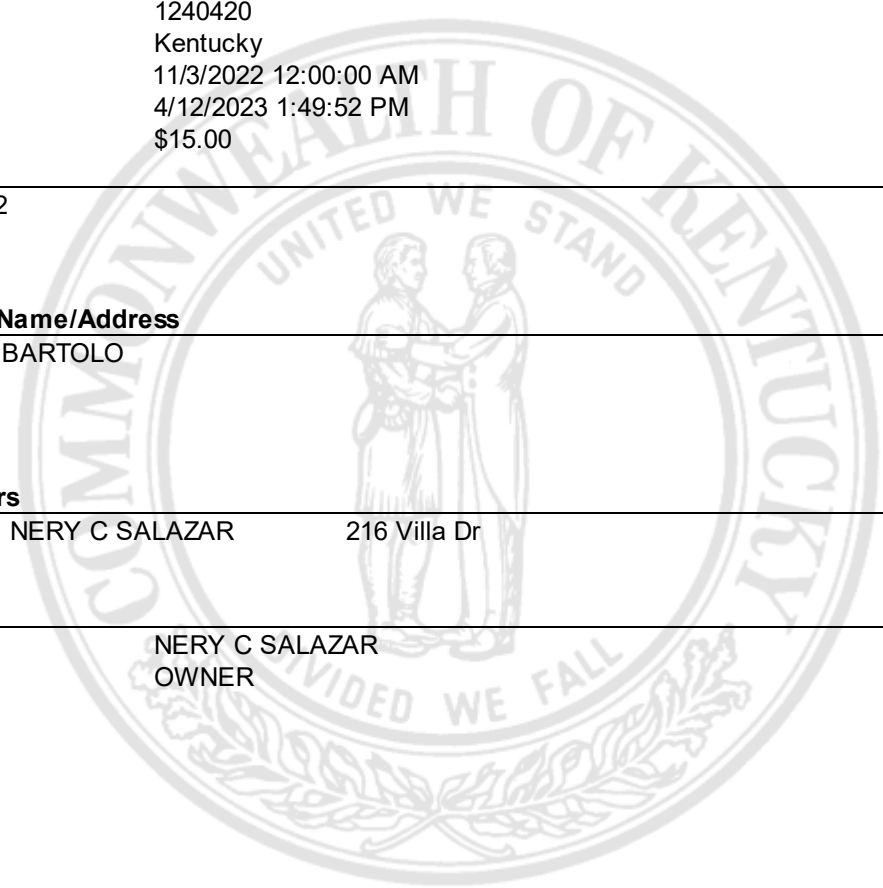 1240420
Kentucky
11/3/2022 12:00:00 AM
4/12/2023 1:49:52 PM
$15.00
2
Name/Address
BARTOLO
rs
NERY C SALAZAR 216 Villa Dr
NERY C SALAZAR
OWNER
COMMONWEALTH OF KENTUCKY
UNITED WE STAND
DIVIDED WE FALL